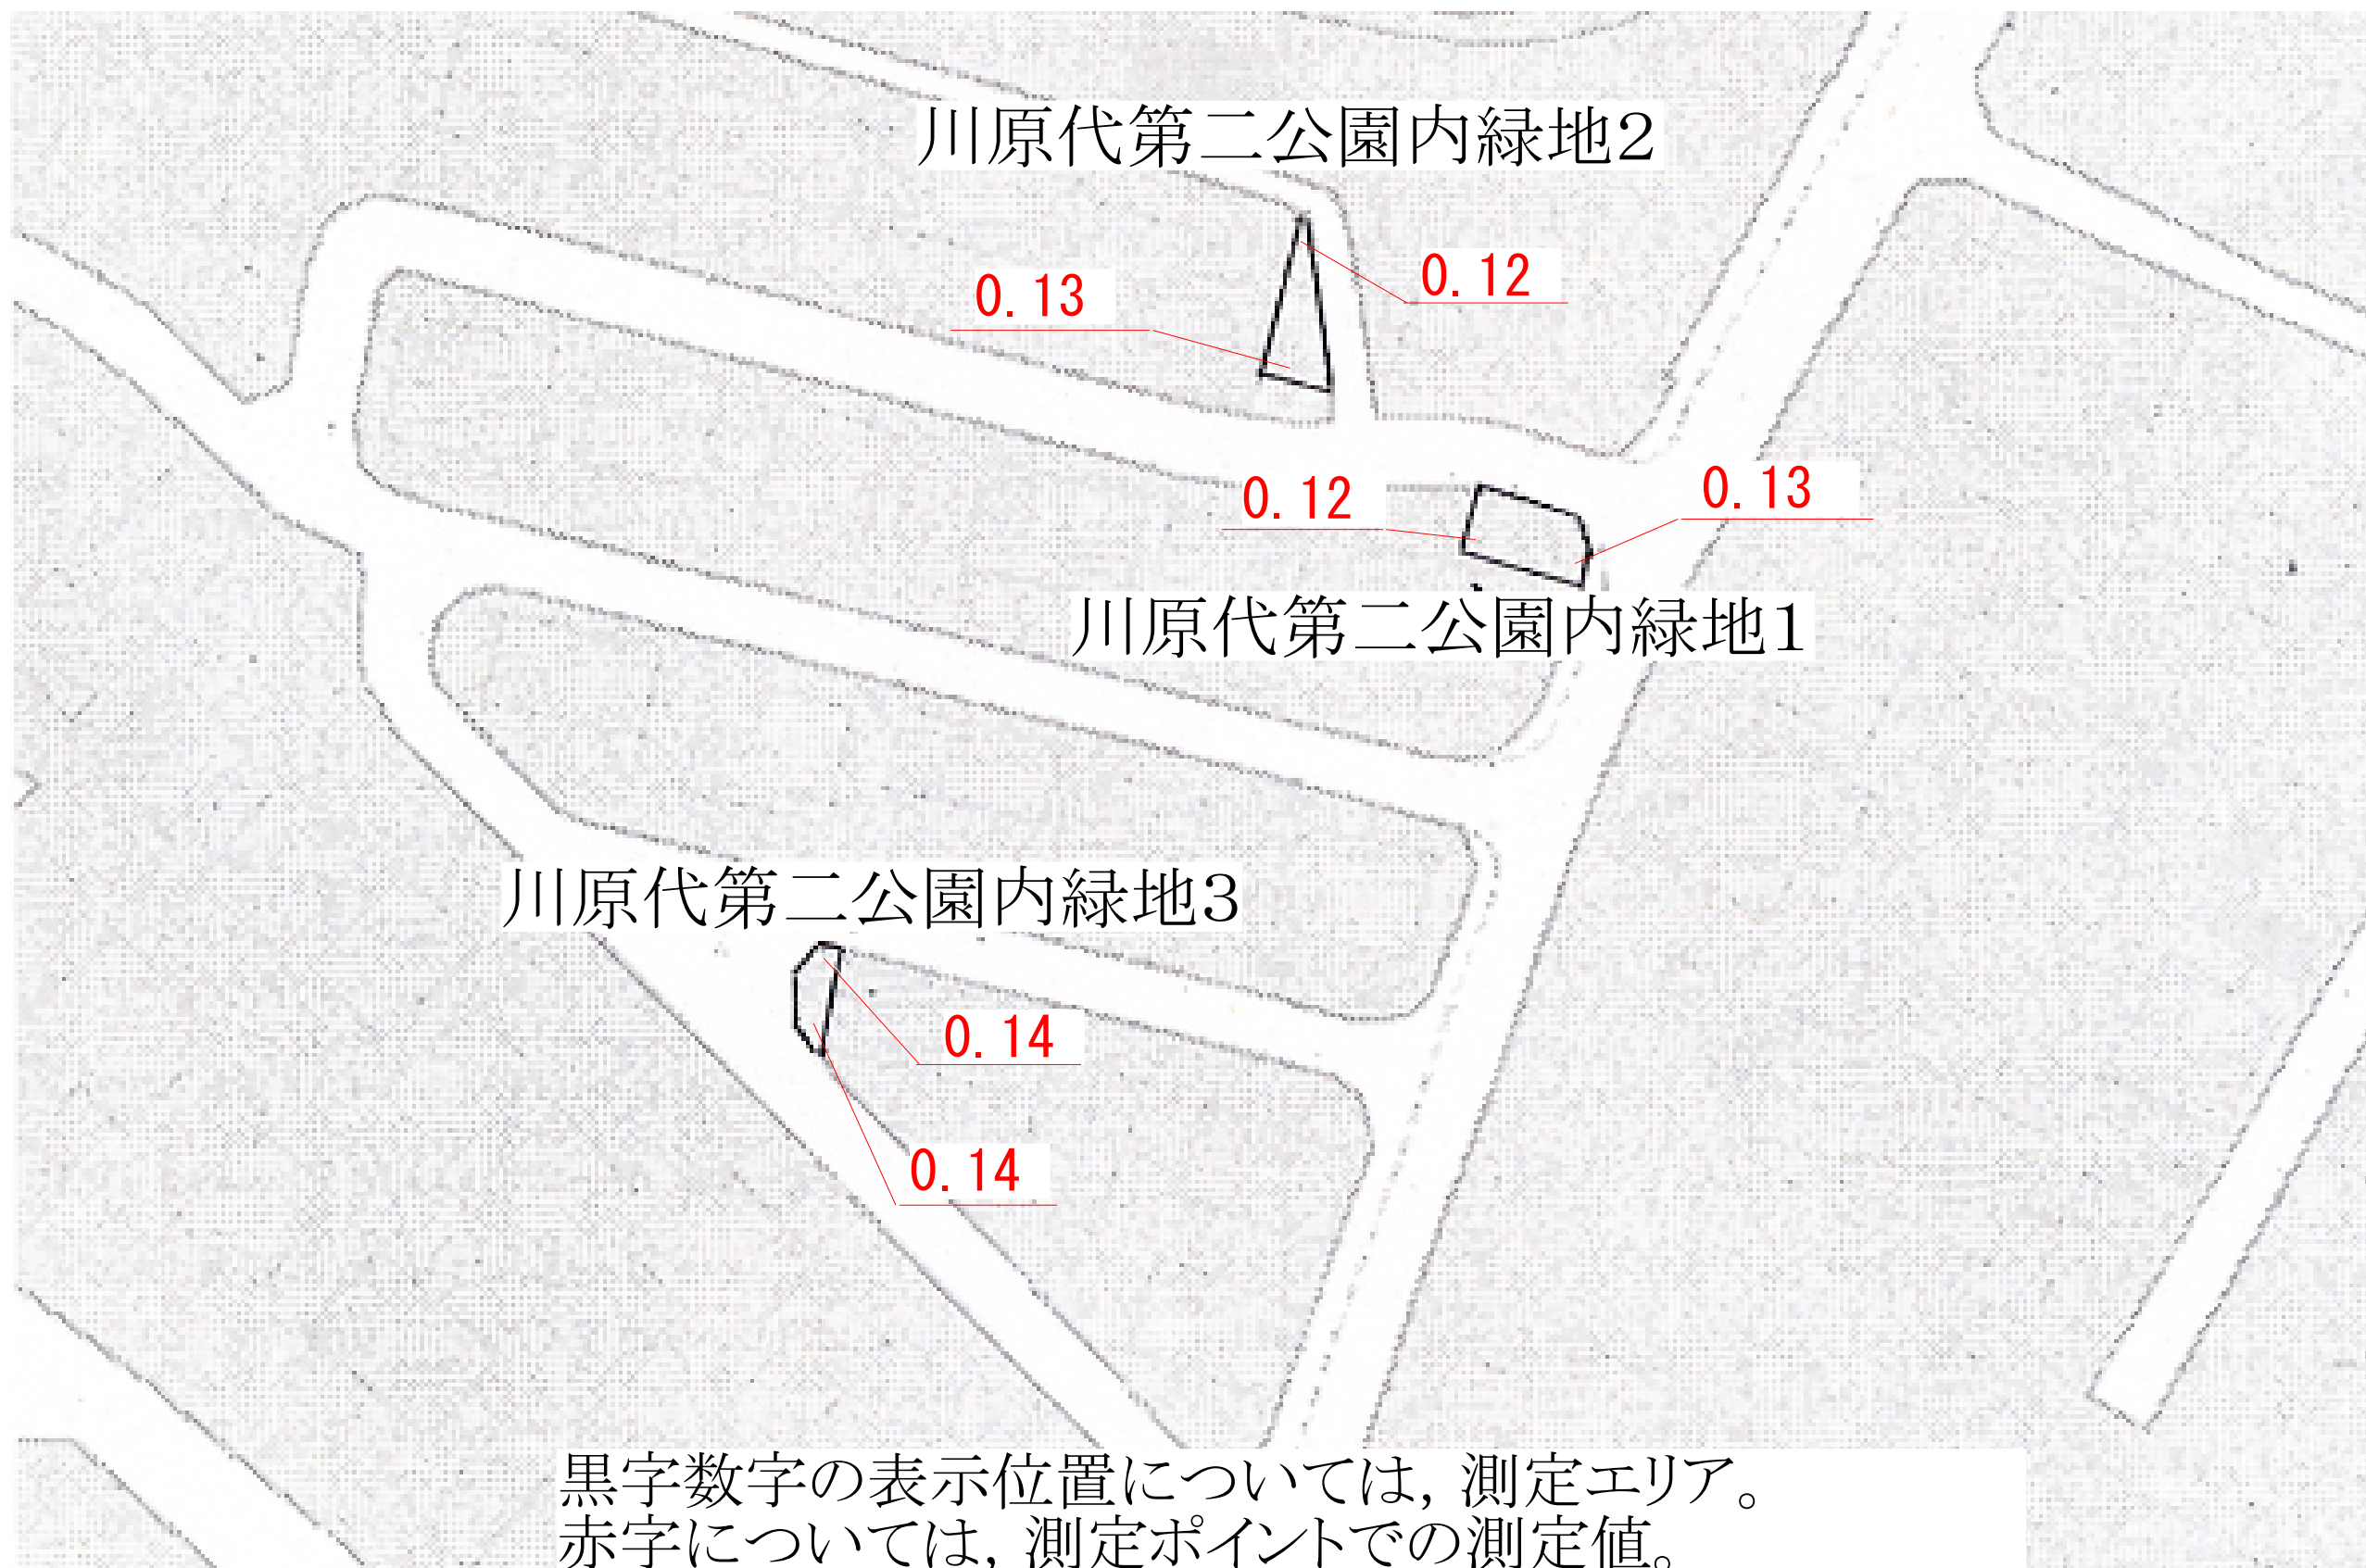 川原代第二公園内緑地2
0.12
0.13
0.13
0.12
川原代第二公園内緑地1
川原代第二公園内緑地3
0.14
0.14
黒字数字の表示位置については,測定エリア。
赤字については,測定ポイントでの測定値。